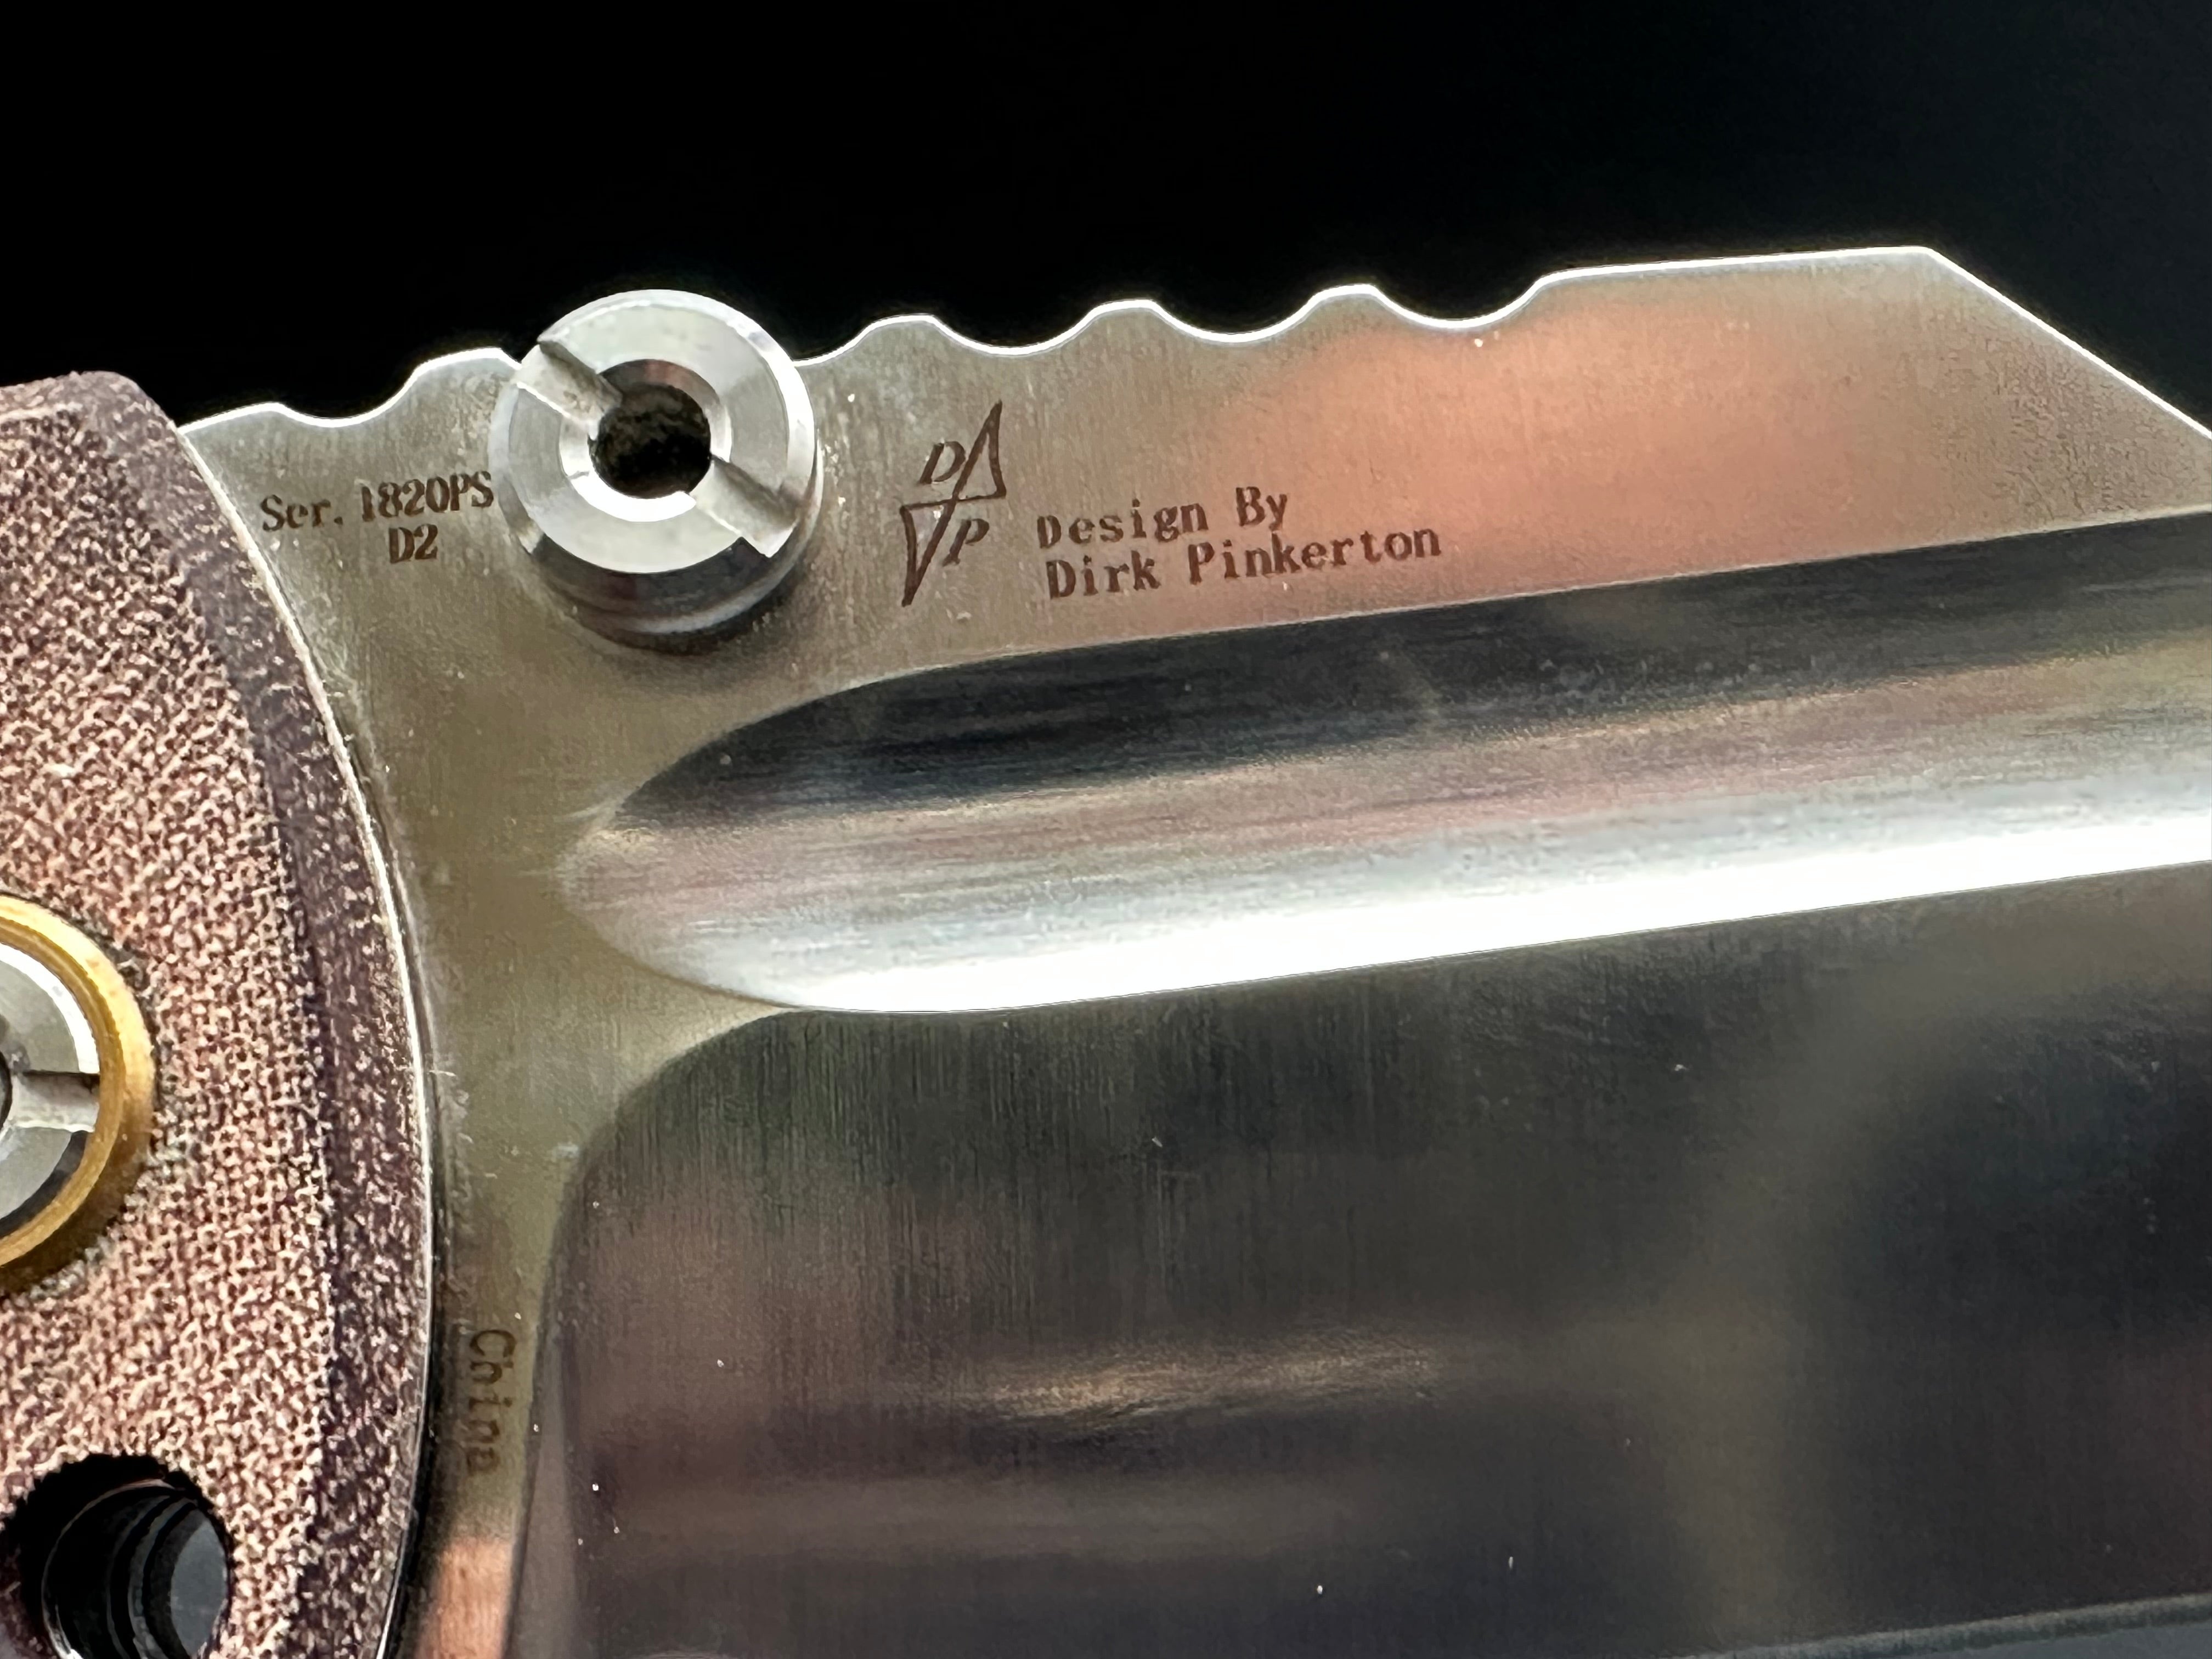 Ser. 1820PS
D2
D
P
Design By
Dirk Pinkerton
China